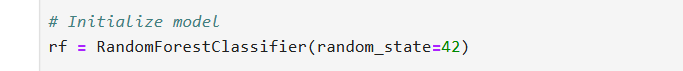 # Initialize model
rf = RandomForestClassifier(random_state=42)